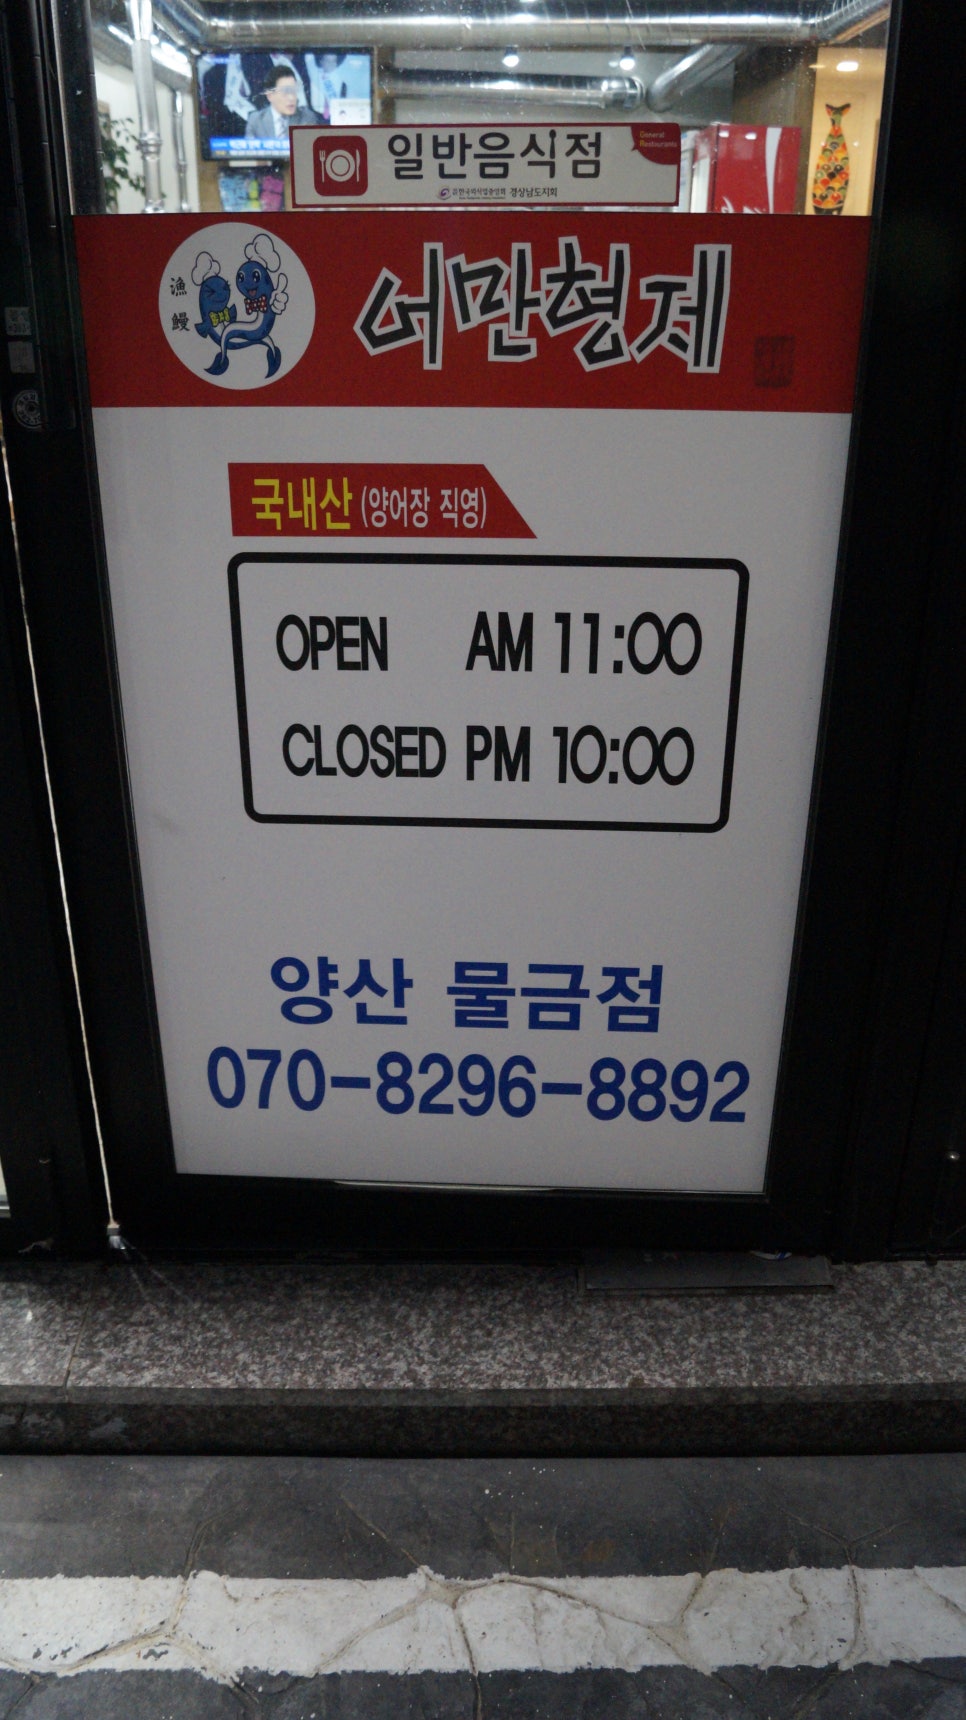 일반음식점
General
Restaurants
경상남도지회
漁
鰻
어만형제
국내산 (양어장 직영)
OPEN AM 11:00
CLOSED PM 10:00
양산 물금점
070-8296-8892